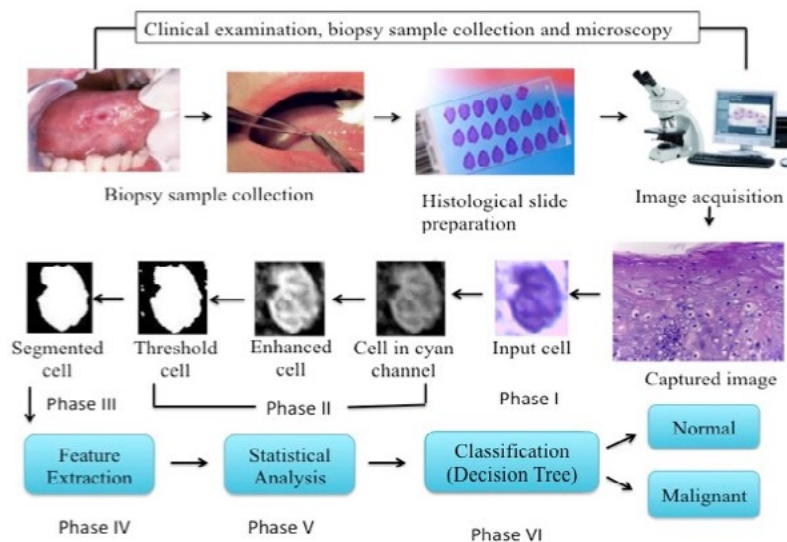 Clinical examination, biopsy sample collection and microscopy
Biopsy sample collection
Histological slide
preparation
Image acquisition
Captured image
Input cell
Cell in cyan
channel
Enhanced
cell
Threshold
cell
Segmented
cell
Phase I
Phase II
Phase III
Feature
Extraction
Statistical
Analysis
Classification
(Decision Tree)
Normal
Malignant
Phase IV
Phase V
Phase VI